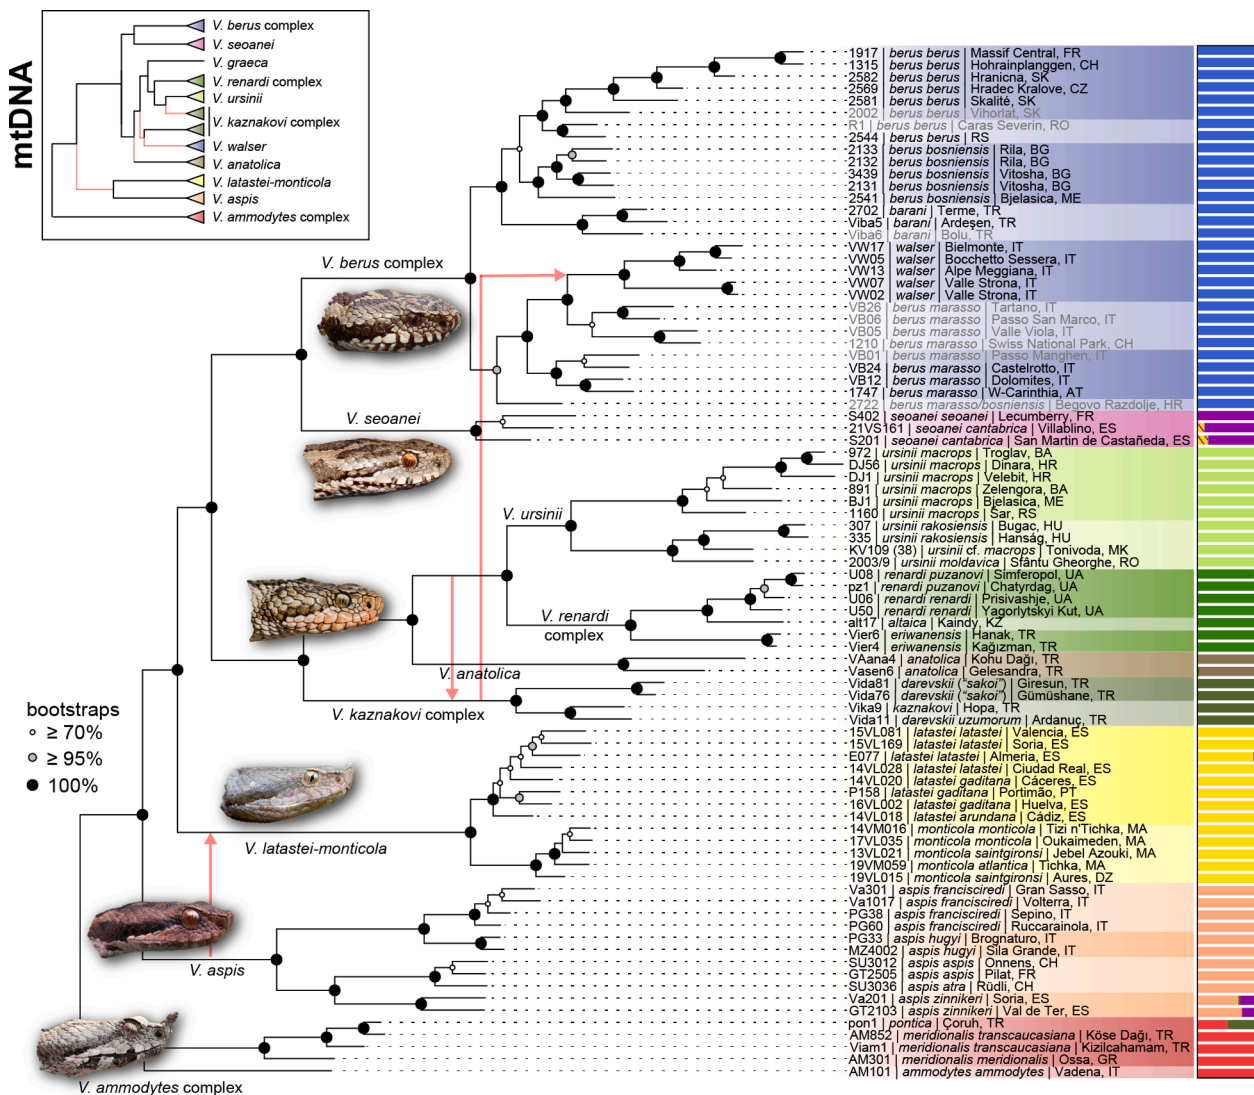 mtDNA
V. berus complex
V. seoanei
V. graeca
V. renardi complex
V. ursinii
V. kaznakovi complex
V. walser
V. anatolica
V. latastei-monticola
V. aspis
V. ammodytes complex
V. berus complex
V. seoanei
V. ursinii
V. renardi
complex
V. anatolica
V. kaznakovi complex
V. latastei-monticola
V. aspis
V. ammodytes complex
bootstraps
≥ 70%
≥ 95%
100%
1917 | berus berus | Massif Central, FR
1315 | berus berus | Hohrainplanggen, CH
2582 | berus berus | Hranicna, SK
2569 | berus berus | Hradec Kralove, CZ
2581 | berus berus | Skalité, SK
2002 | berus berus | Vihorlat, SK
R1 | berus berus | Caras Severin, RO
2544 | berus berus | RS
2133 | berus bosniensis | Rila, BG
2132 | berus bosniensis | Rila, BG
3439 | berus bosniensis | Vitosha, BG
2131 | berus bosniensis | Vitosha, BG
2541 | berus bosniensis | Bjelasica, ME
2702 | barani | Terme, TR
Viba5 | barani | Ardeşen, TR
Viba6 | barani | Bolu, TR
VW17 | walser | Bielmonte, IT
VW05 | walser | Bocchetto Sessera, IT
VW13 | walser | Alpe Meggiana, IT
VW07 | walser | Valle Strona, IT
VW02 | walser | Valle Strona, IT
VB26 | berus marasso | Tartano, IT
VB06 | berus marasso | Passo San Marco, IT
VB05 | berus marasso | Valle Viola, IT
1210 | berus marasso | Swiss National Park, CH
VB01 | berus marasso | Passo Manghen, IT
VB24 | berus marasso | Castelrotto, IT
VB12 | berus marasso | Dolomites, IT
1747 | berus marasso | W-Carinthia, AT
2722 | berus marasso/bosniensis | Begovo Razdolje, HR
S402 | seoanei seoanei | Lecumberry, FR
21VS161 | seoanei cantabrica | Villablino, ES
S201 | seoanei cantabrica | San Martin de Castañeda, ES
972 | ursinii macrops | Troglav, BA
DJ56 | ursinii macrops | Dinara, HR
DJ1 | ursinii macrops | Velebit, HR
891 | ursinii macrops | Zelengora, BA
BJ1 | ursinii macrops | Bjelasica, ME
1160 | ursinii macrops | Šar, RS
307 | ursinii rakosiensis | Bugac, HU
335 | ursinii rakosiensis | Hanság, HU
KV109 (38) | ursinii cf. macrops | Tonivoda, MK
2003/9 | ursinii moldavica | Sfântu Gheorghe, RO
U08 | renardi puzanovi | Simferopol, UA
pz1 | renardi puzanovi | Chatyrdag, UA
U06 | renardi renardi | Prisivashje, UA
U50 | renardi renardi | Yagorlytskyi Kut, UA
alt17 | altaica | Kaindy, KZ
Vier6 | eriwanensis | Hanak, TR
Vier4 | eriwanensis | Kağızman, TR
VAana4 | anatolica | Kohu Dağı, TR
Vasen6 | anatolica | Gelesandra, TR
Vida81 | darevskii ("sakoi") | Giresun, TR
Vida76 | darevskii ("sakoi") | Gümüshane, TR
Vika9 | kaznakovi | Hopa, TR
Vida11 | darevskii uzumorum | Ardanuç, TR
15VL081 | latastei latastei | Valencia, ES
15VL169 | latastei latastei | Soria, ES
E077 | latastei latastei | Almeria, ES
14VL028 | latastei latastei | Ciudad Real, ES
14VL020 | latastei gaditana | Cáceres, ES
P158 | latastei gaditana | Portimão, PT
16VL002 | latastei gaditana | Huelva, ES
14VL018 | latastei arundana | Cádiz, ES
14VM016 | monticola monticola | Tizi n'Tichka, MA
17VL035 | monticola monticola | Oukaimeden, MA
13VL021 | monticola saintgironsi | Jebel Azouki, MA
19VM059 | monticola atlantica | Tichka, MA
19VL015 | monticola saintgironsi | Aures, DZ
Va301 | aspis francisciredi | Gran Sasso, IT
Va1017 | aspis francisciredi | Volterra, IT
PG38 | aspis francisciredi | Sepino, IT
PG60 | aspis francisciredi | Ruccarainola, IT
PG33 | aspis hugyi | Brognaturo, IT
MZ4002 | aspis hugyi | Sila Grande, IT
SU3012 | aspis aspis | Onnens, CH
GT2505 | aspis aspis | Pilat, FR
SU3036 | aspis atra | Rüdli, CH
Va201 | aspis zinnikeri | Soria, ES
GT2103 | aspis zinnikeri | Val de Ter, ES
pon1 | pontica | Çoruh, TR
AM852 | meridionalis transcaucasiana | Köse Dağı, TR
Viam1 | meridionalis transcaucasiana | Kizilcahamam, TR
AM301 | meridionalis meridionalis | Ossa, GR
AM101 | ammodytes ammodytes | Vadena, IT